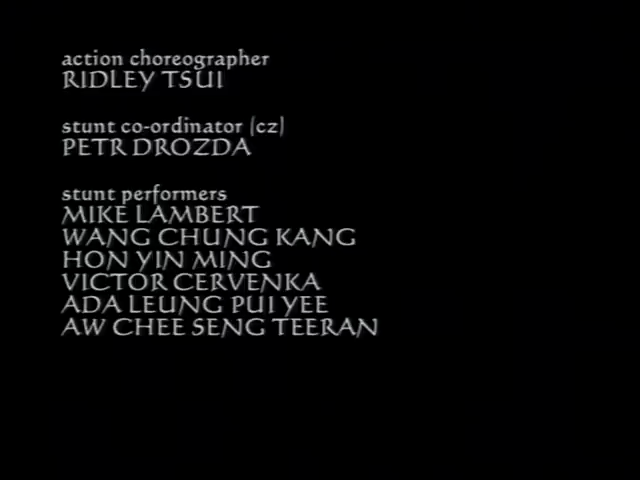 action choreographer
RIDLEY TSUI
stunt co-ordinator (cz)
PETR DROZDA
stunt performers
MIKE LAMBERT
WANG CHUNG KANG
HON YIN MING
VICTOR CERVENKA
ADA LEUNG PUI YEE
AW CHEE SENG TEERAN